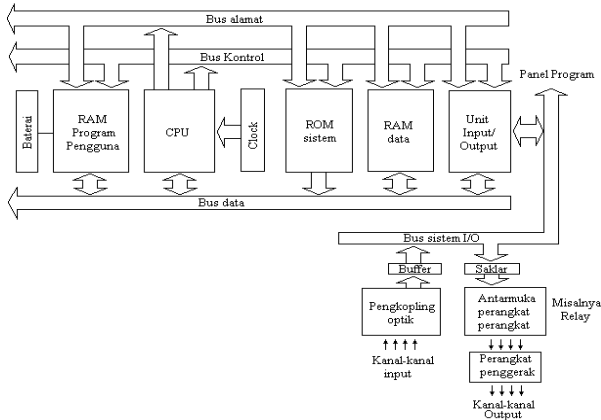 Bus alamat
Bus Kontrol
Panel Program
Baterai
RAM
Program
Pengguna
CPU
Clock
ROM
sistem
RAM
data
Unit
Input/
Output
Bus data
Bus sistem I/O
Buffer
Saklar
Pengkopling
optik
Antarmuka
perangkat
perangkat
Misalnya
Relay
Kanal-kanal
input
Perangkat
penggerak
Kanal-kanal
Output